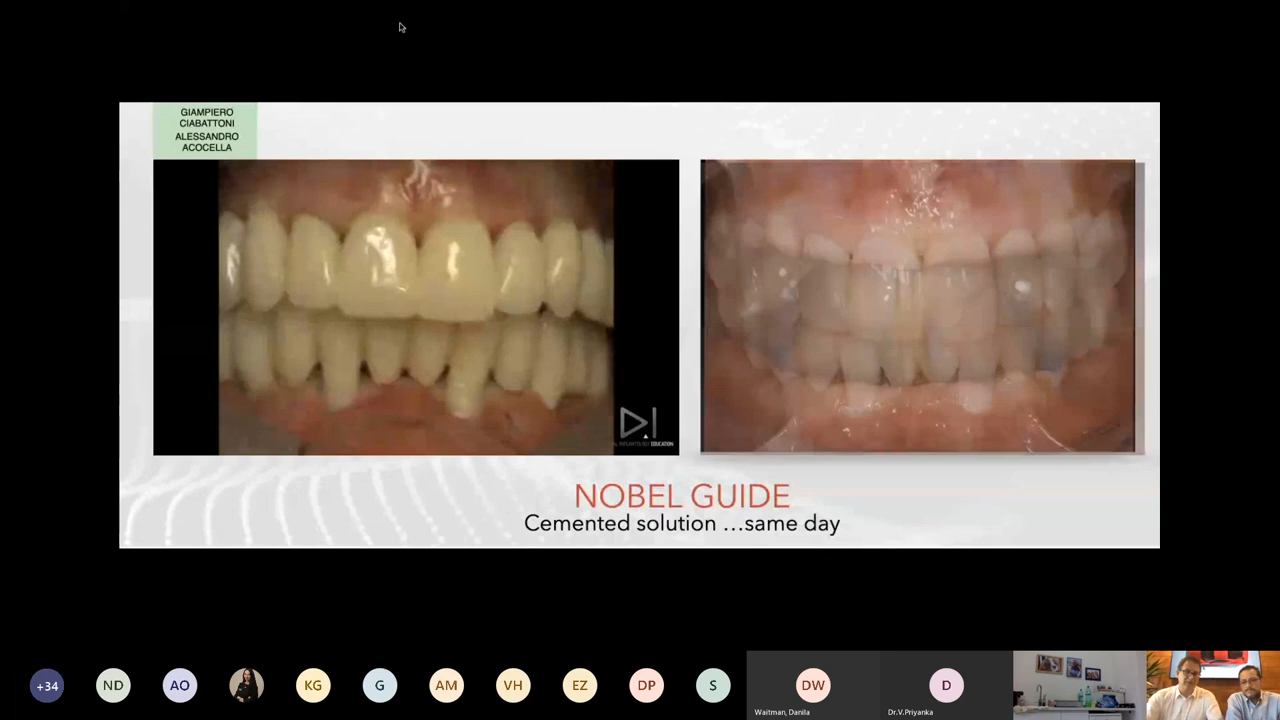 GIAMPIERO
CIABATTONI
ALESSANDRO
ACOCELLA
EDUCATION
NOBEL GUIDE
Cemented solution ...same day
+34
ND
AO
KG
G
AM
VH
EZ
DP
S
DW
D
Waitman, Danila
Dr.V.Priyanka